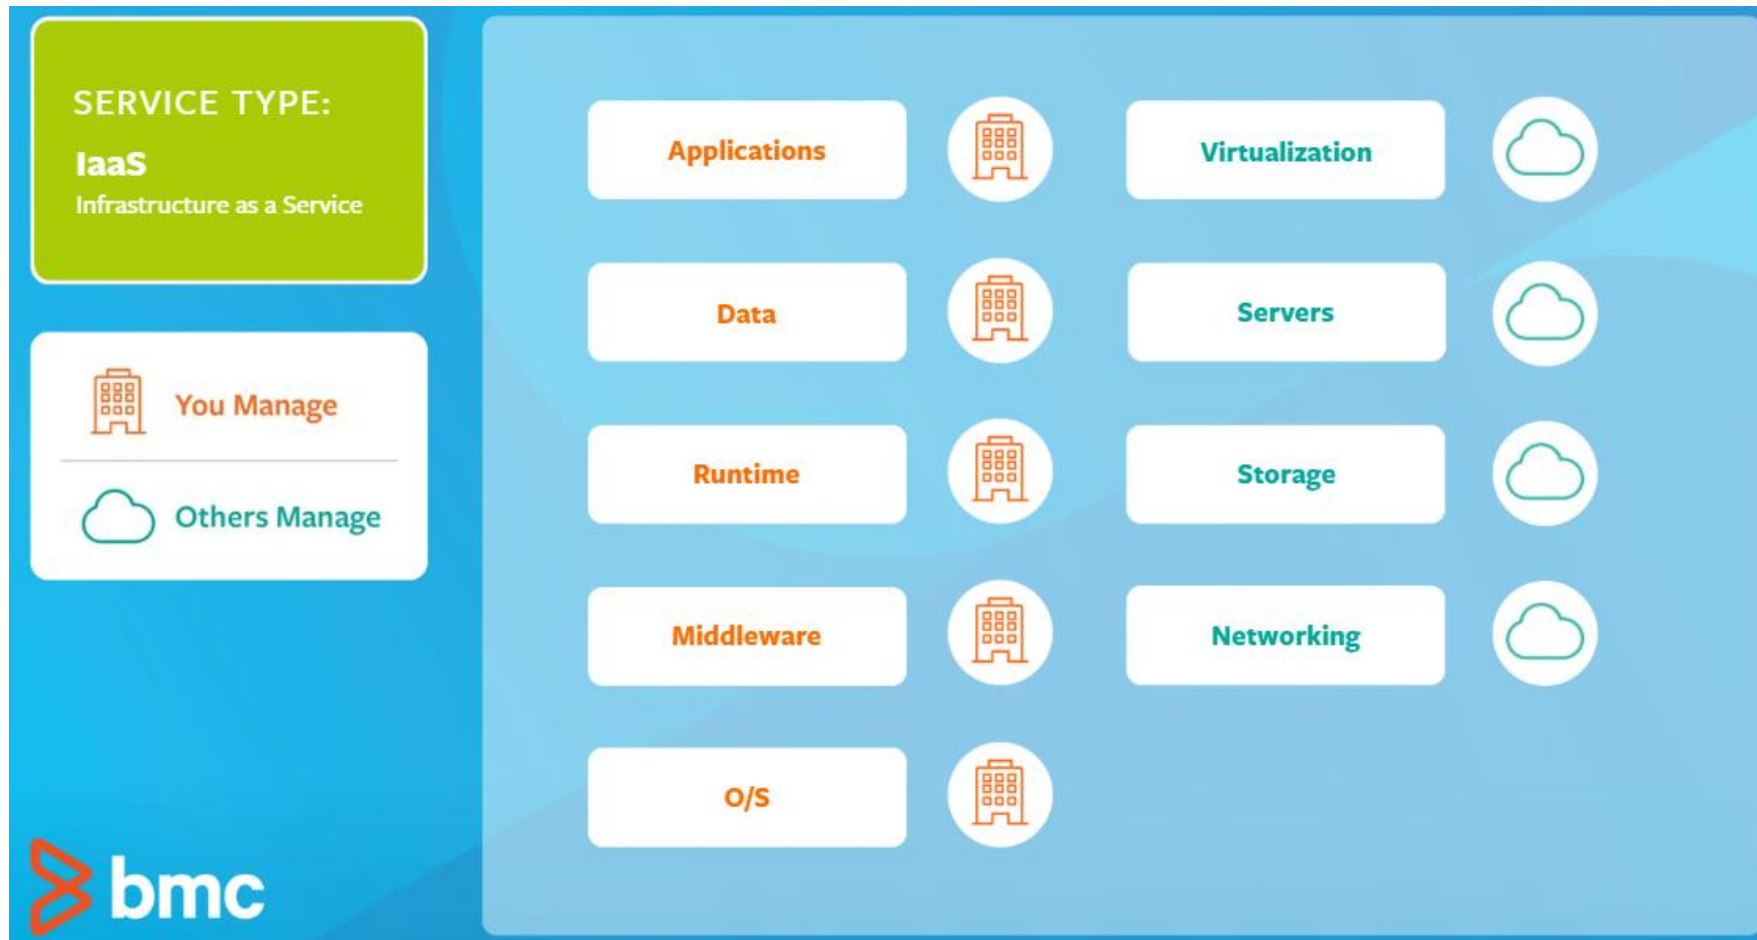 SERVICE TYPE:
IaaS
Infrastructure as a Service
You Manage
Others Manage
bmc
Applications
Virtualization
Data
Servers
Runtime
Storage
Middleware
Networking
O/S